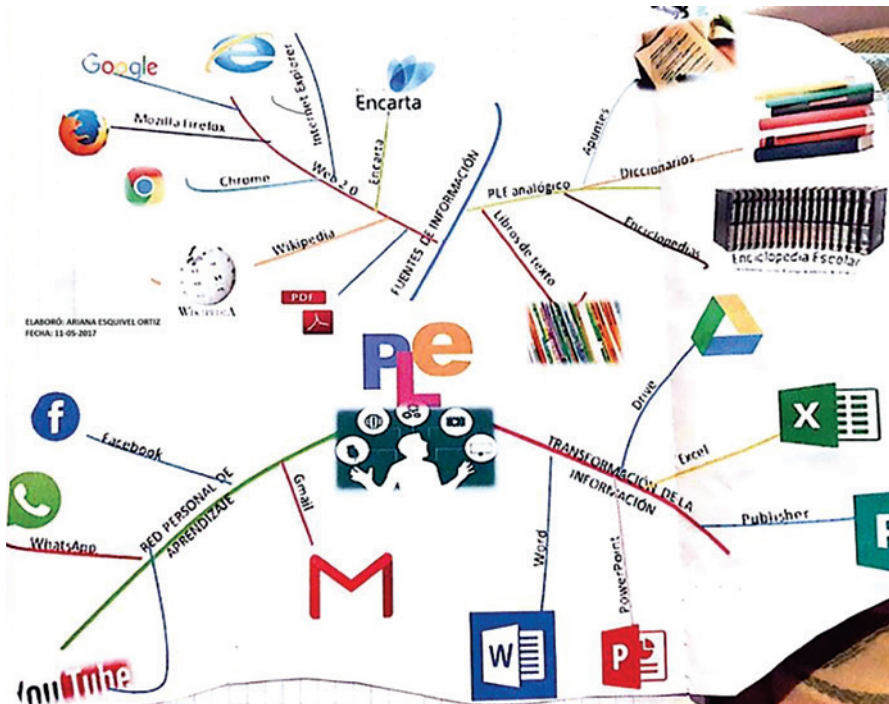 Google
Internet Explorer
Encarta
Mozilla Firefox
Web 2.0
Encarta
Chrome
Wikipedia
WIKIPEDIA
PDF
FUENTES DE INFORMACIÓN
PLE analógico
Apuntes
Diccionarios
Enciclopedias
Enciclopedia Escolar
Libros de texto
ELABORÓ: ARIANA ESQUIVEL ORTIZ
FECHA: 11-05-2017
PLe
Facebook
WhatsApp
RED PERSONAL DE
APRENDIZAJE
Gmail
YouTube
TRANSFORMACIÓN DE LA
INFORMACIÓN
Drive
Excel
X
Publisher
P
Word
W
PowerPoint
P